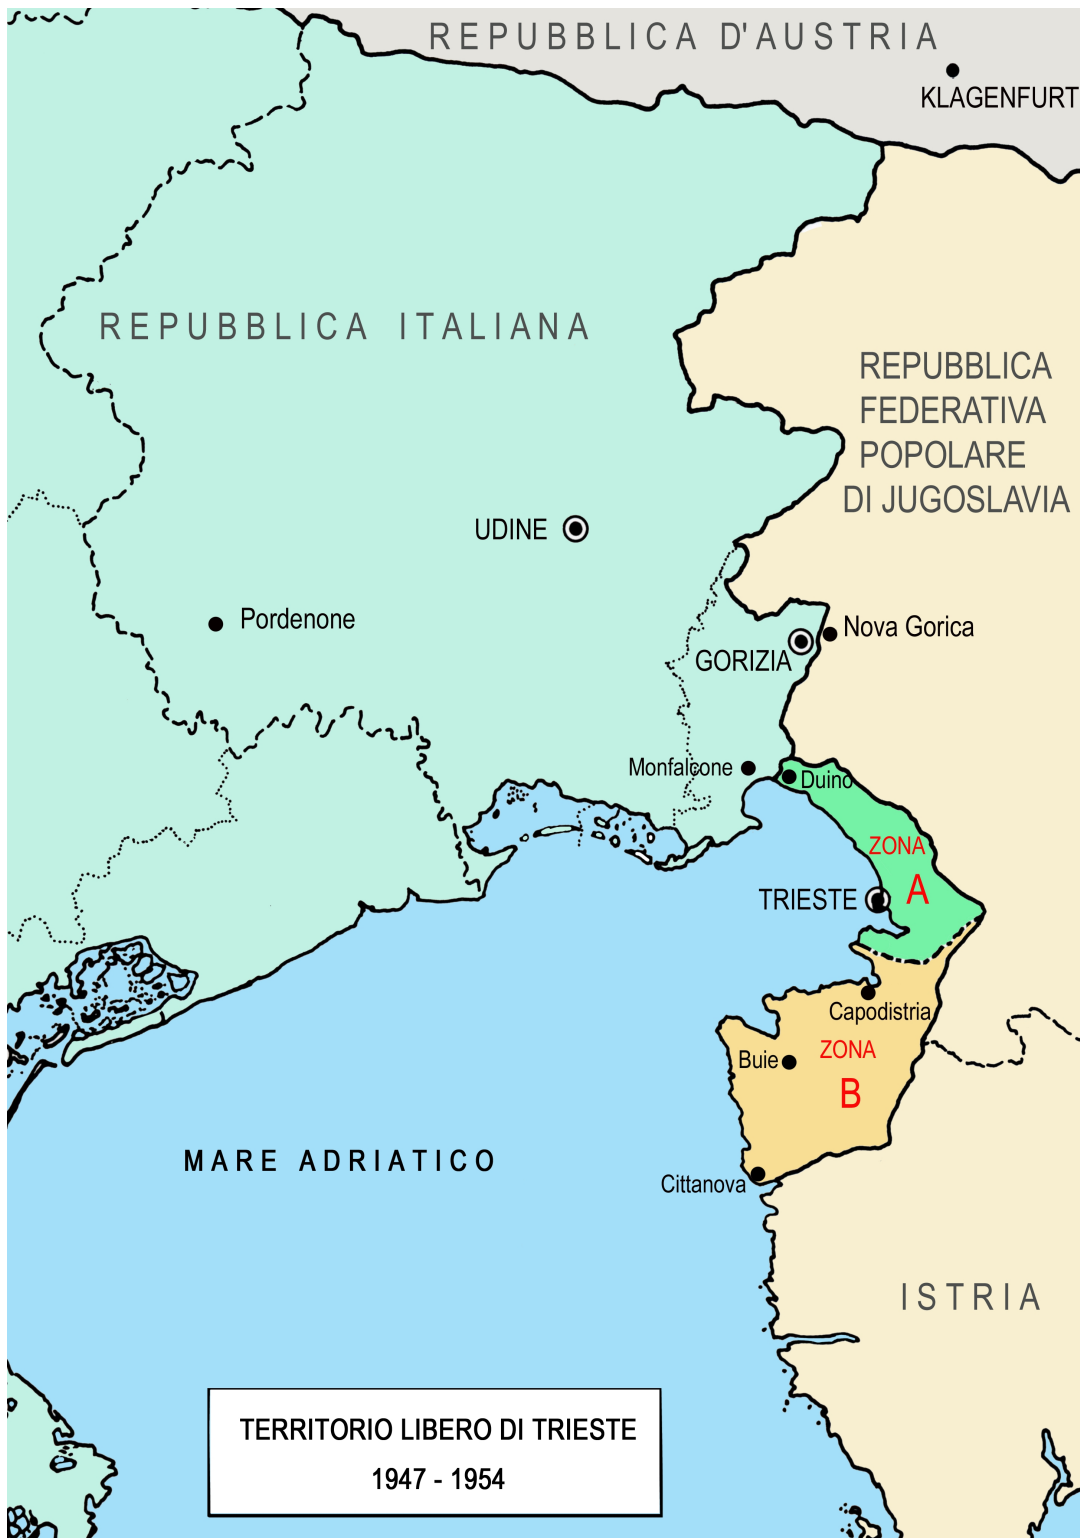 REPUBBLICA D'AUSTRIA
KLAGENFURT
REPUBBLICA ITALIANA
REPUBBLICA
FEDERATIVA
POPOLARE
DI JUGOSLAVIA
UDINE
Pordenone
Nova Gorica
GORIZIA
Monfalcone
Duino
ZONA
A
TRIESTE
Capodistria
Buie
ZONA
B
MARE ADRIATICO
Cittanova
ISTRIA
TERRITORIO LIBERO DI TRIESTE
1947 - 1954